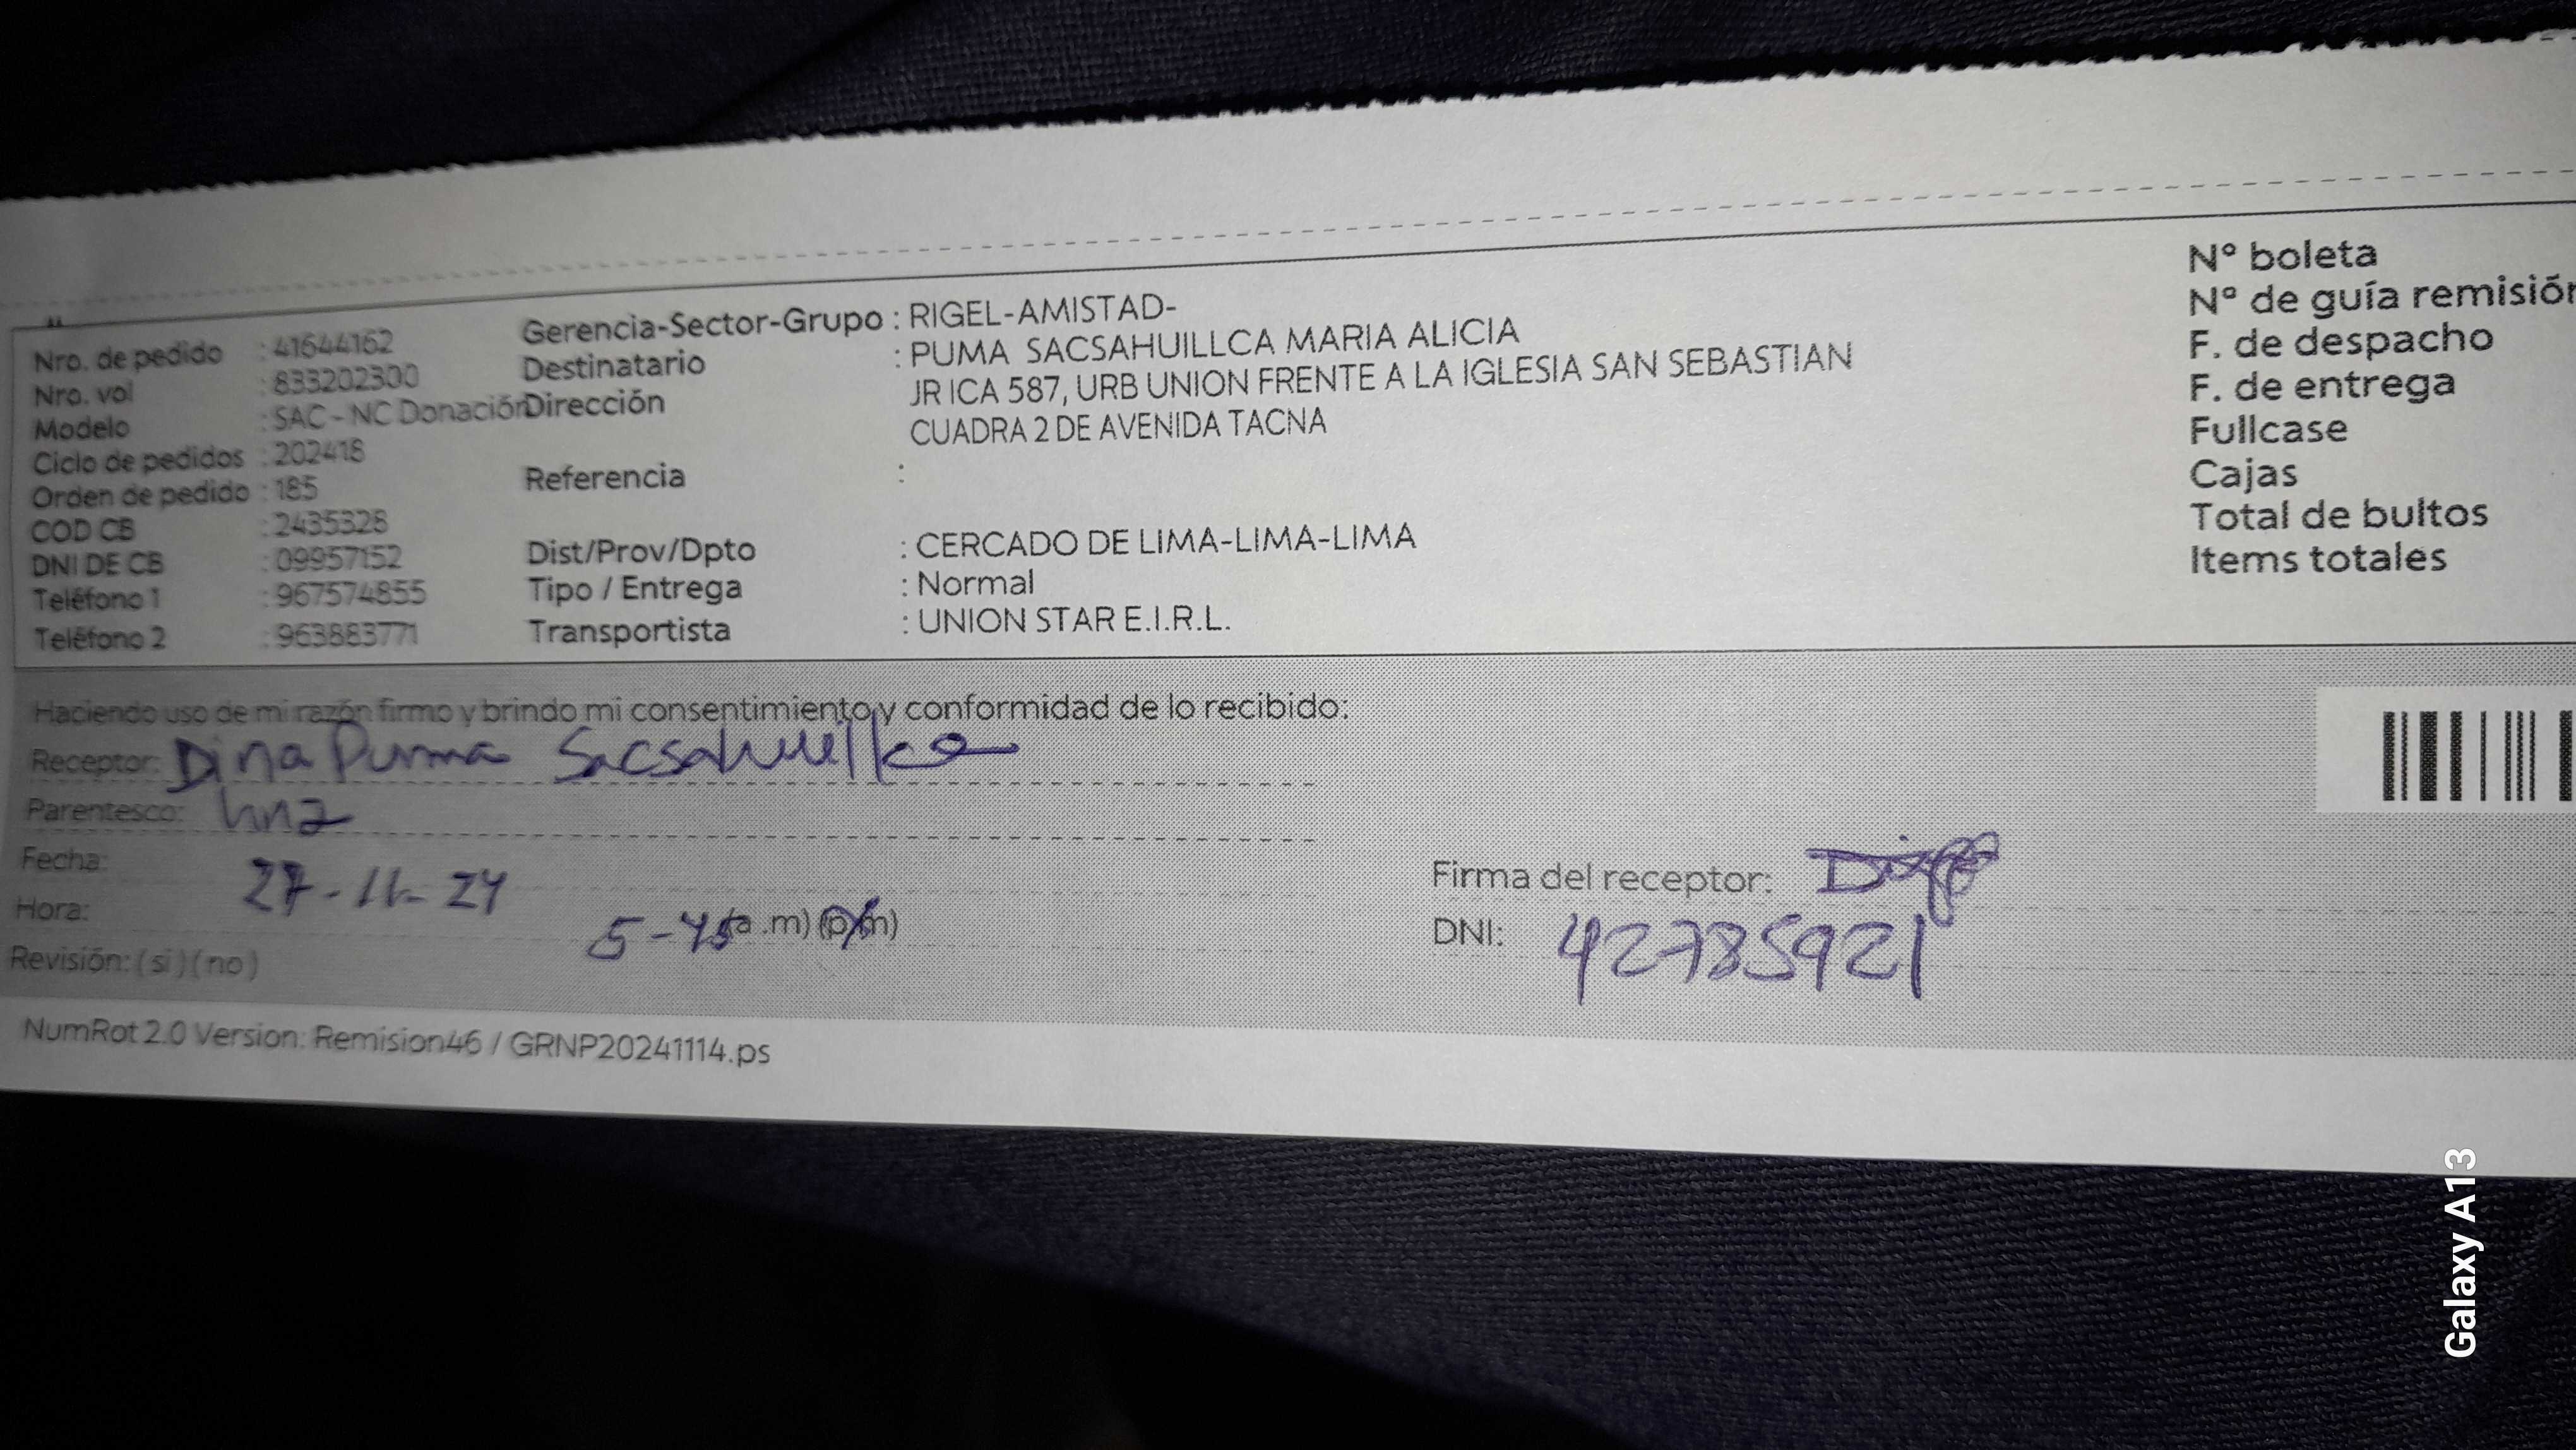 Nro. de pedido : 41644162
Nro. vol : 833202300
Modelo : SAC - NC Donación
Ciclo de pedidos : 202418
Orden de pedido : 185
COD CB : 2435328
DNI DE CB : 09957152
Teléfono 1 : 967574855
Teléfono 2 : 963883771
Gerencia-Sector-Grupo : RIGEL-AMISTAD-
Destinatario : PUMA SACSAHUILLCA MARIA ALICIA
Dirección JR ICA 587, URB UNION FRENTE A LA IGLESIA SAN SEBASTIAN
CUADRA 2 DE AVENIDA TACNA
Referencia :
Dist/Prov/Dpto : CERCADO DE LIMA-LIMA-LIMA
Tipo / Entrega : Normal
Transportista : UNION STAR E.I.R.L.
Nº boleta
Nº de guía remisión
F. de despacho
F. de entrega
Fullcase
Cajas
Total de bultos
Items totales
Haciendo uso de mi razón firmo y brindo mi consentimiento y conformidad de lo recibido:
Receptor: Dina Puma Sacsahuillca
Parentesco:
Fecha: 27-11-24
Hora: 5-45 (a .m) (p.m)
Revisión: (si) (no)
Firma del receptor:
DNI: 42785921
NumRot 2.0 Version: Remision46 / GRNP20241114.ps
Galaxy A13